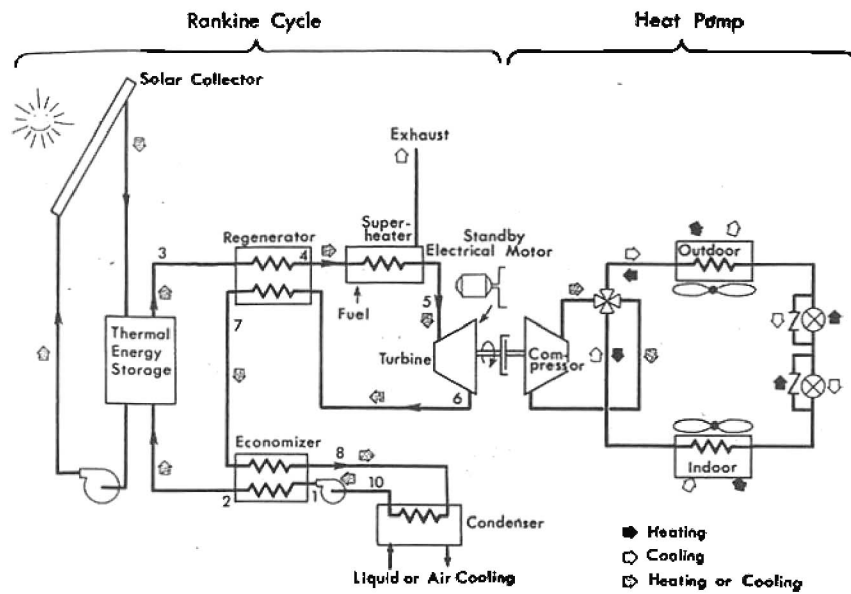 Rankine Cycle
Heat Pump
Solar Collector
Exhaust
Super-
heater
Standby
Electrical Motor
Regenerator
3
4
5
Fuel
7
Outdoor
Thermal
Energy
Storage
Turbine
Com-
pressor
6
Economizer
8
2
1
10
Indoor
Condenser
Liquid or Air Cooling
Heating
Cooling
Heating or Cooling